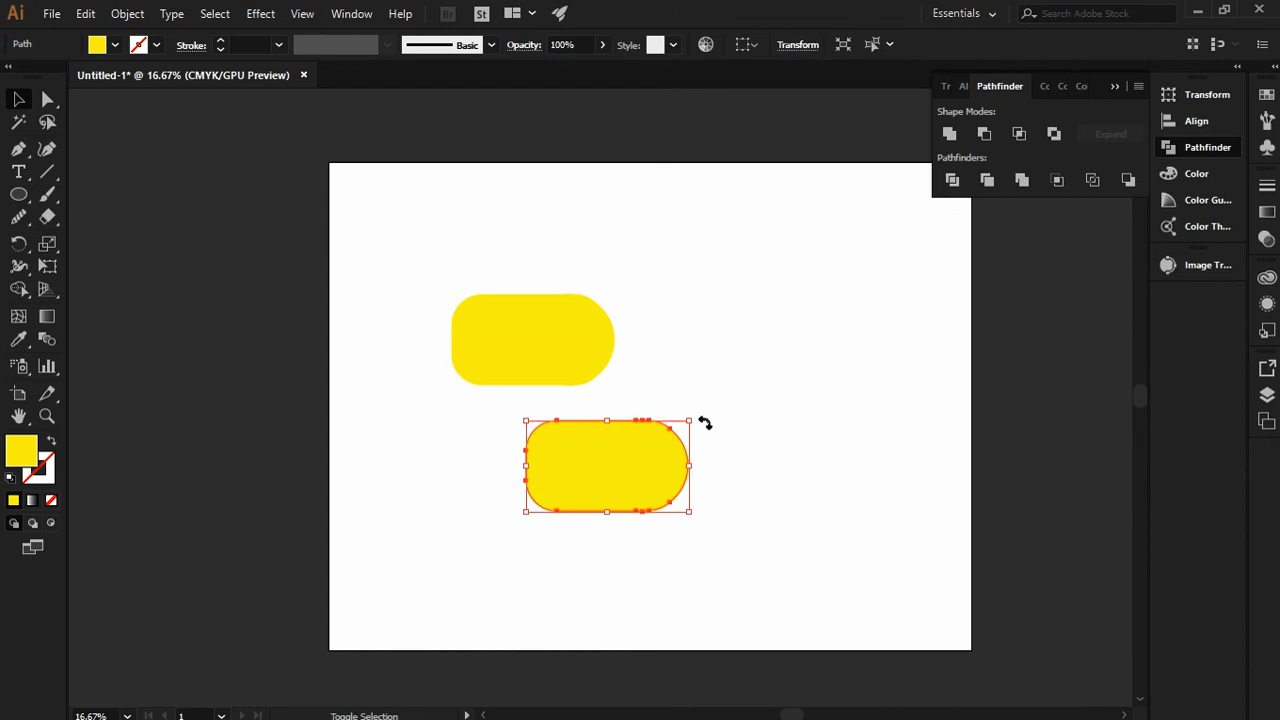 Ai File Edit Object Type Select Effect View Window Help Br St Essentials Search Adobe Stock
Path Stroke: Basic Opacity: 100% Style: Transform
Untitled-1* @ 16.67% (CMYK/GPU Preview)
Tr Al Pathfinder Cc Cc Co
Shape Modes:
Expand
Pathfinders:
Transform
Align
Pathfinder
Color
Color Gu...
Color Th...
Image Tr...
T
16.67% 1 Toggle Selection